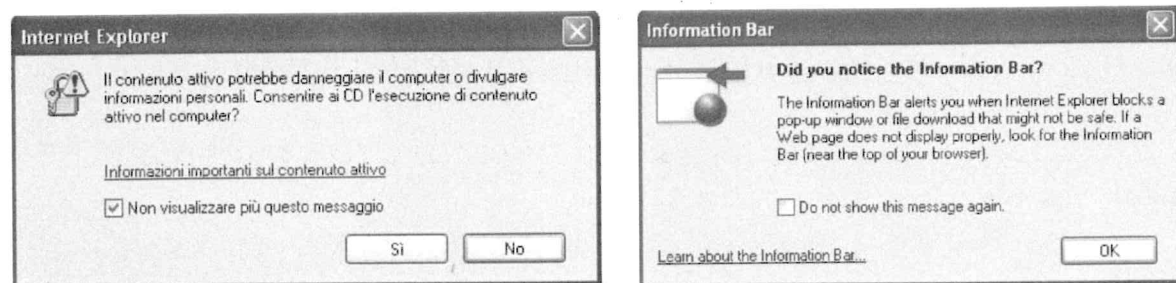 Internet Explorer
Il contenuto attivo potrebbe danneggiare il computer o divulgare
informazioni personali. Consentire ai CD l'esecuzione di contenuto
attivo nel computer?
Informazioni importanti sul contenuto attivo
Non visualizzare più questo messaggio
Sì
No
Information Bar
Did you notice the Information Bar?
The Information Bar alerts you when Internet Explorer blocks a
pop-up window or file download that might not be safe. If a
Web page does not display properly, look for the Information
Bar (near the top of your browser).
Do not show this message again.
Learn about the Information Bar...
OK